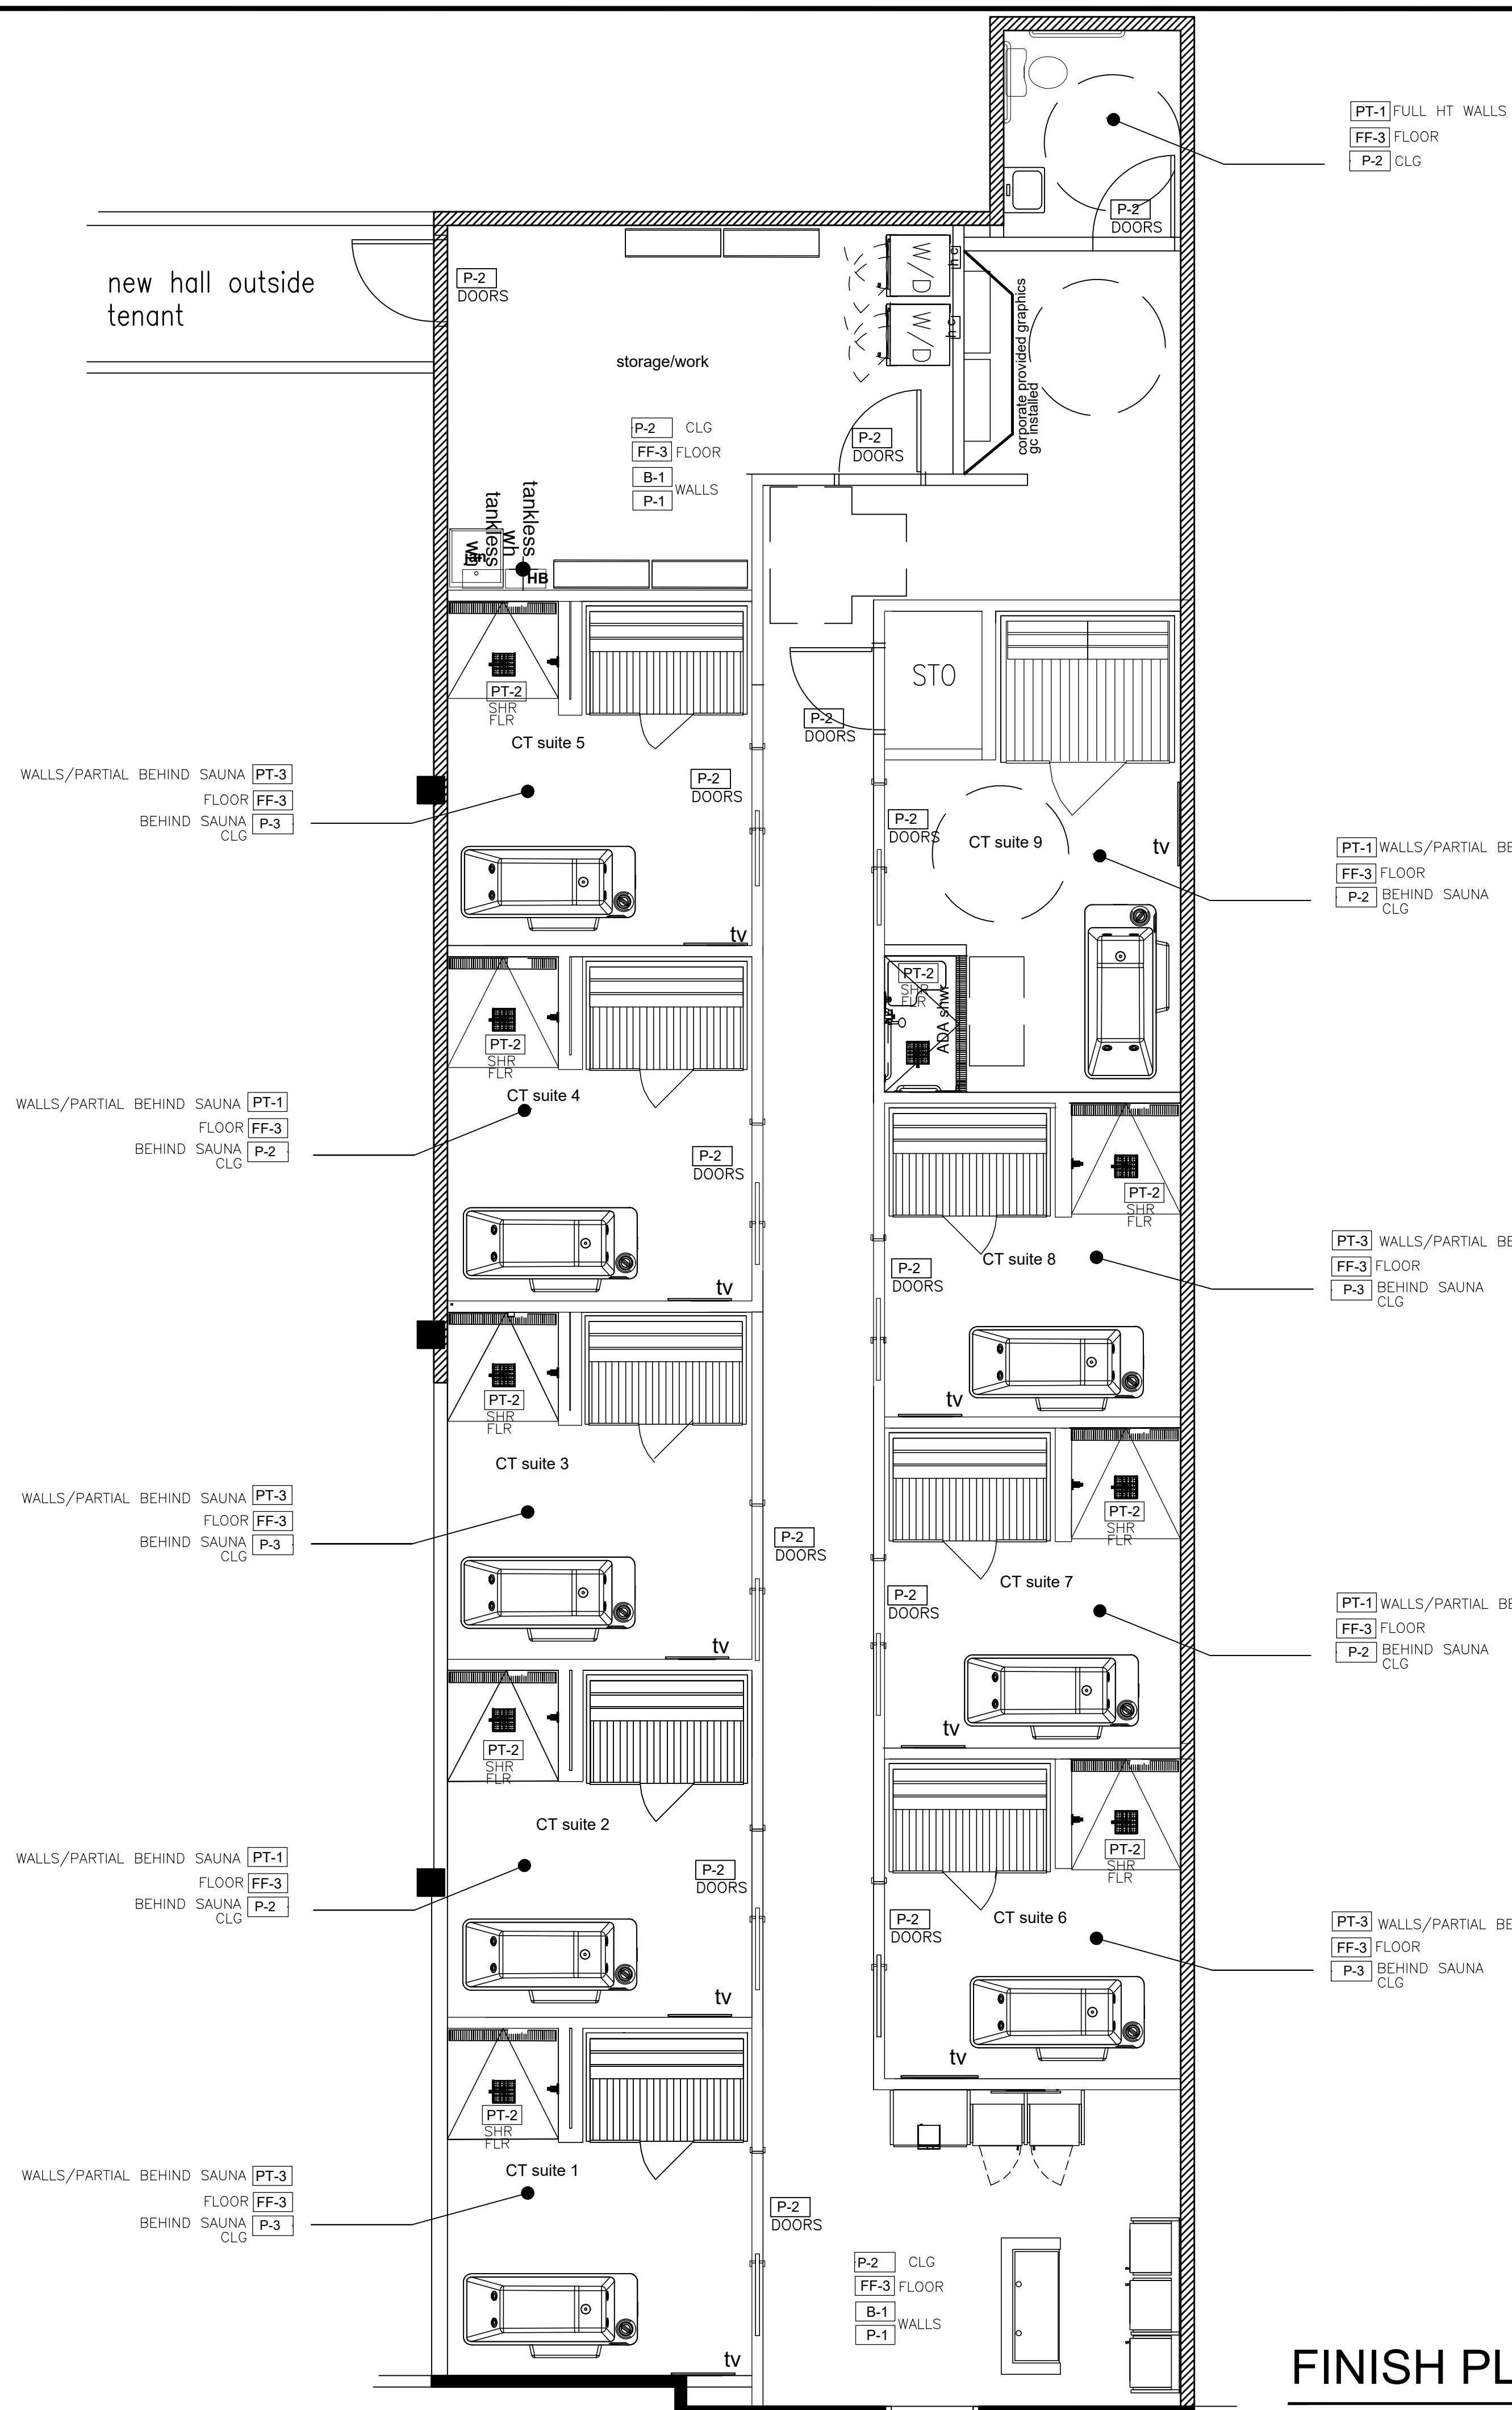 PT-1 FULL HT WALLS
FF-3 FLOOR
P-2 CLG
P-2
DOORS
new hall outside
tenant
P-2
DOORS
W/D
h c
W/D
h c
corporate provided graphics
gc installed
storage/work
P-2 CLG
FF-3 FLOOR
B-1
P-1
WALLS
P-2
DOORS
tankless
wh
tankless
wh
jan
HB
PT-2
SHR
FLR
CT suite 5
STO
P-2
DOORS
WALLS/PARTIAL BEHIND SAUNA PT-3
FLOOR FF-3
BEHIND SAUNA
CLG P-3
P-2
DOORS
tv
P-2
DOORS
CT suite 9
tv
PT-1 WALLS/PARTIAL BE
FF-3 FLOOR
P-2 BEHIND SAUNA
CLG
PT-2
SHR
FLR
ADA shwr
PT-2
SHR
FLR
CT suite 4
WALLS/PARTIAL BEHIND SAUNA PT-1
FLOOR FF-3
BEHIND SAUNA
CLG P-2
P-2
DOORS
tv
PT-2
SHR
FLR
CT suite 8
P-2
DOORS
PT-3 WALLS/PARTIAL BE
FF-3 FLOOR
P-3 BEHIND SAUNA
CLG
tv
PT-2
SHR
FLR
CT suite 3
WALLS/PARTIAL BEHIND SAUNA PT-3
FLOOR FF-3
BEHIND SAUNA
CLG P-3
P-2
DOORS
tv
PT-2
SHR
FLR
CT suite 7
P-2
DOORS
PT-1 WALLS/PARTIAL BE
FF-3 FLOOR
P-2 BEHIND SAUNA
CLG
tv
PT-2
SHR
FLR
CT suite 2
WALLS/PARTIAL BEHIND SAUNA PT-1
FLOOR FF-3
BEHIND SAUNA
CLG P-2
P-2
DOORS
tv
PT-2
SHR
FLR
CT suite 6
P-2
DOORS
PT-3 WALLS/PARTIAL BE
FF-3 FLOOR
P-3 BEHIND SAUNA
CLG
tv
PT-2
SHR
FLR
CT suite 1
WALLS/PARTIAL BEHIND SAUNA PT-3
FLOOR FF-3
BEHIND SAUNA
CLG P-3
P-2
DOORS
tv
P-2 CLG
FF-3 FLOOR
B-1
P-1
WALLS
FINISH PL